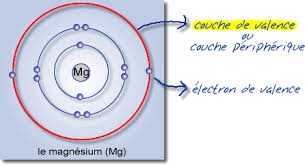 couche de valence
ou
couche périphérique
Mg
électron de valence
le magnésium (Mg)